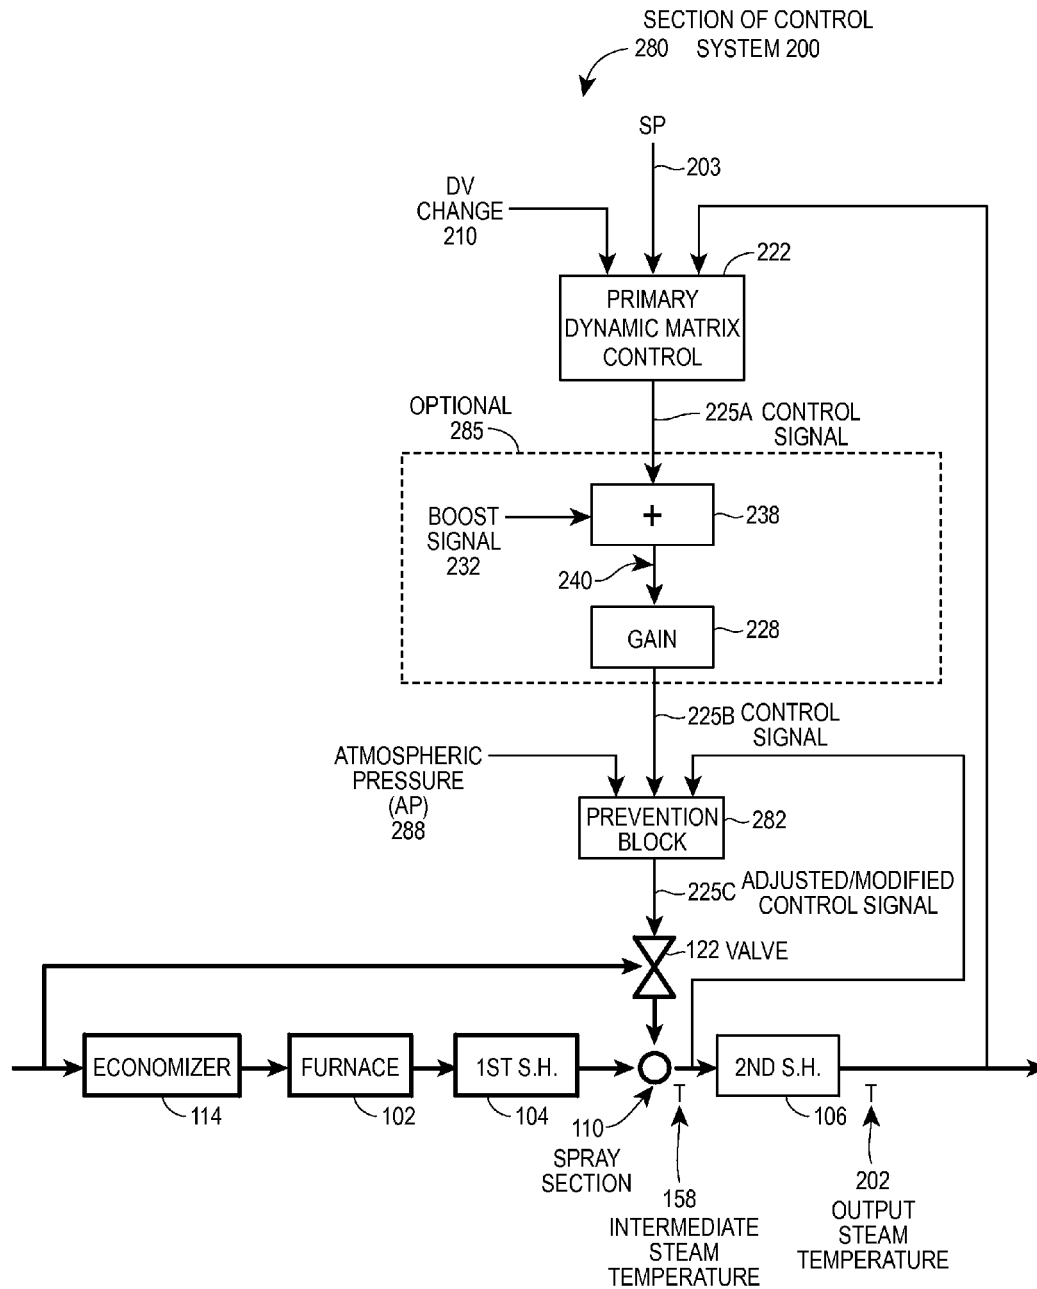 SECTION OF CONTROL
280 SYSTEM 200
SP
203
DV
CHANGE
210
222
PRIMARY
DYNAMIC MATRIX
CONTROL
OPTIONAL
285
225A CONTROL
SIGNAL
BOOST
SIGNAL
232
+
238
240
GAIN
228
225B CONTROL
SIGNAL
ATMOSPHERIC
PRESSURE
(AP)
288
PREVENTION
BLOCK
282
225C ADJUSTED/MODIFIED
CONTROL SIGNAL
122 VALVE
ECONOMIZER
FURNACE
1ST S.H.
2ND S.H.
114
102
104
110
SPRAY
SECTION
T
158
INTERMEDIATE
STEAM
TEMPERATURE
106
T
202
OUTPUT
STEAM
TEMPERATURE